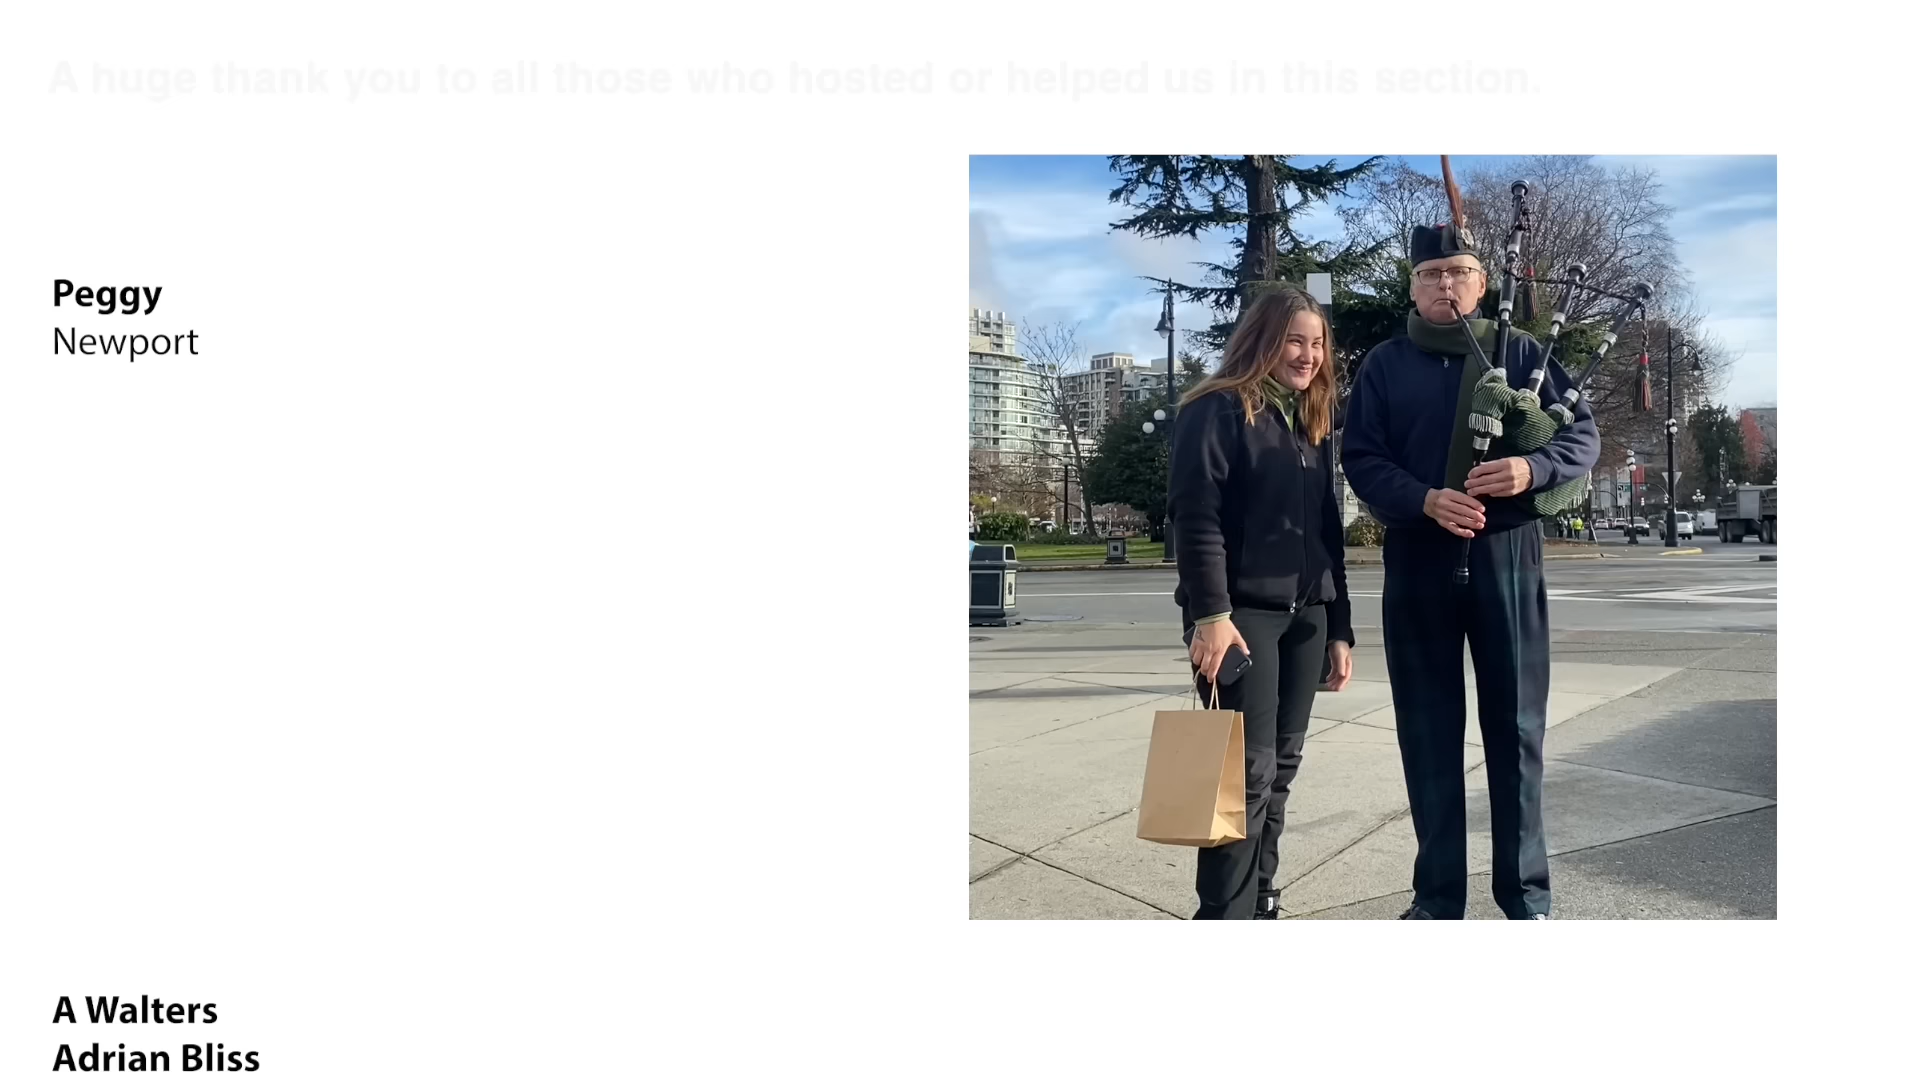 A huge thank you to all those who hosted or helped us in this section.
Peggy
Newport
A Walters
Adrian Bliss